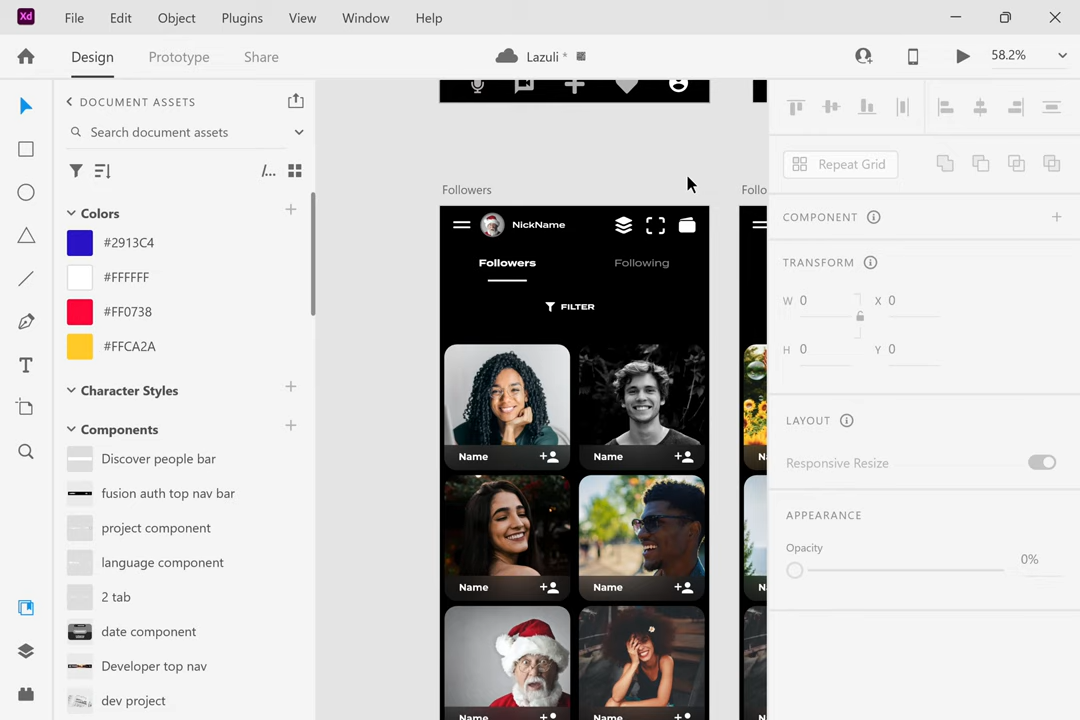 Xd File Edit Object Plugins View Window Help
Design Prototype Share Lazuli * 58.2%
DOCUMENT ASSETS
Search document assets
/...
Repeat Grid
Colors
#2913C4
#FFFFFF
#FF0738
#FFCA2A
Character Styles
Components
Discover people bar
fusion auth top nav bar
project component
language component
2 tab
date component
Developer top nav
dev project
Followers Follo
NickName
Followers Following
FILTER
Name Name
Name Name
Name Name
COMPONENT
TRANSFORM
W 0 X 0
H 0 Y 0
LAYOUT
Responsive Resize
APPEARANCE
Opacity
0%